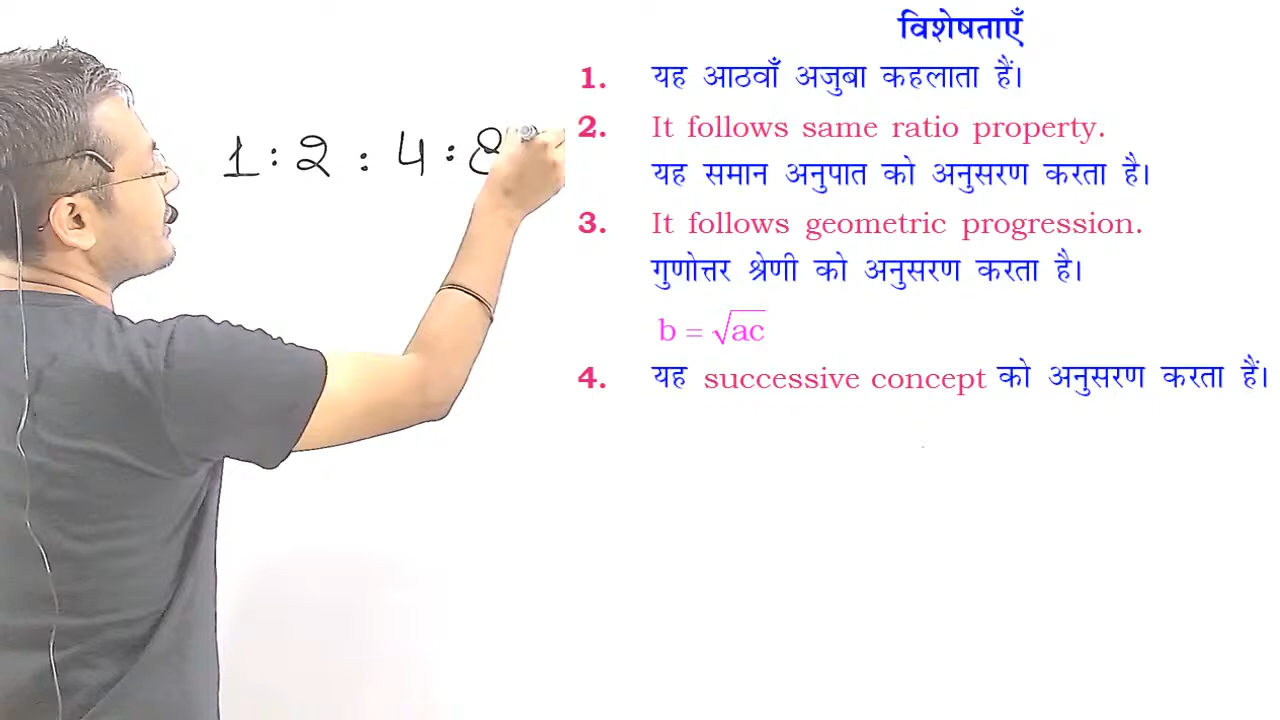 1 : 2 : 4 : 8
विशेषताएँ
1. यह आठवाँ अजुबा कहलाता हैं।
2. It follows same ratio property.
यह समान अनुपात को अनुसरण करता है।
3. It follows geometric progression.
गुणोत्तर श्रेणी को अनुसरण करता है।
b = √ac
4. यह successive concept को अनुसरण करता हैं।